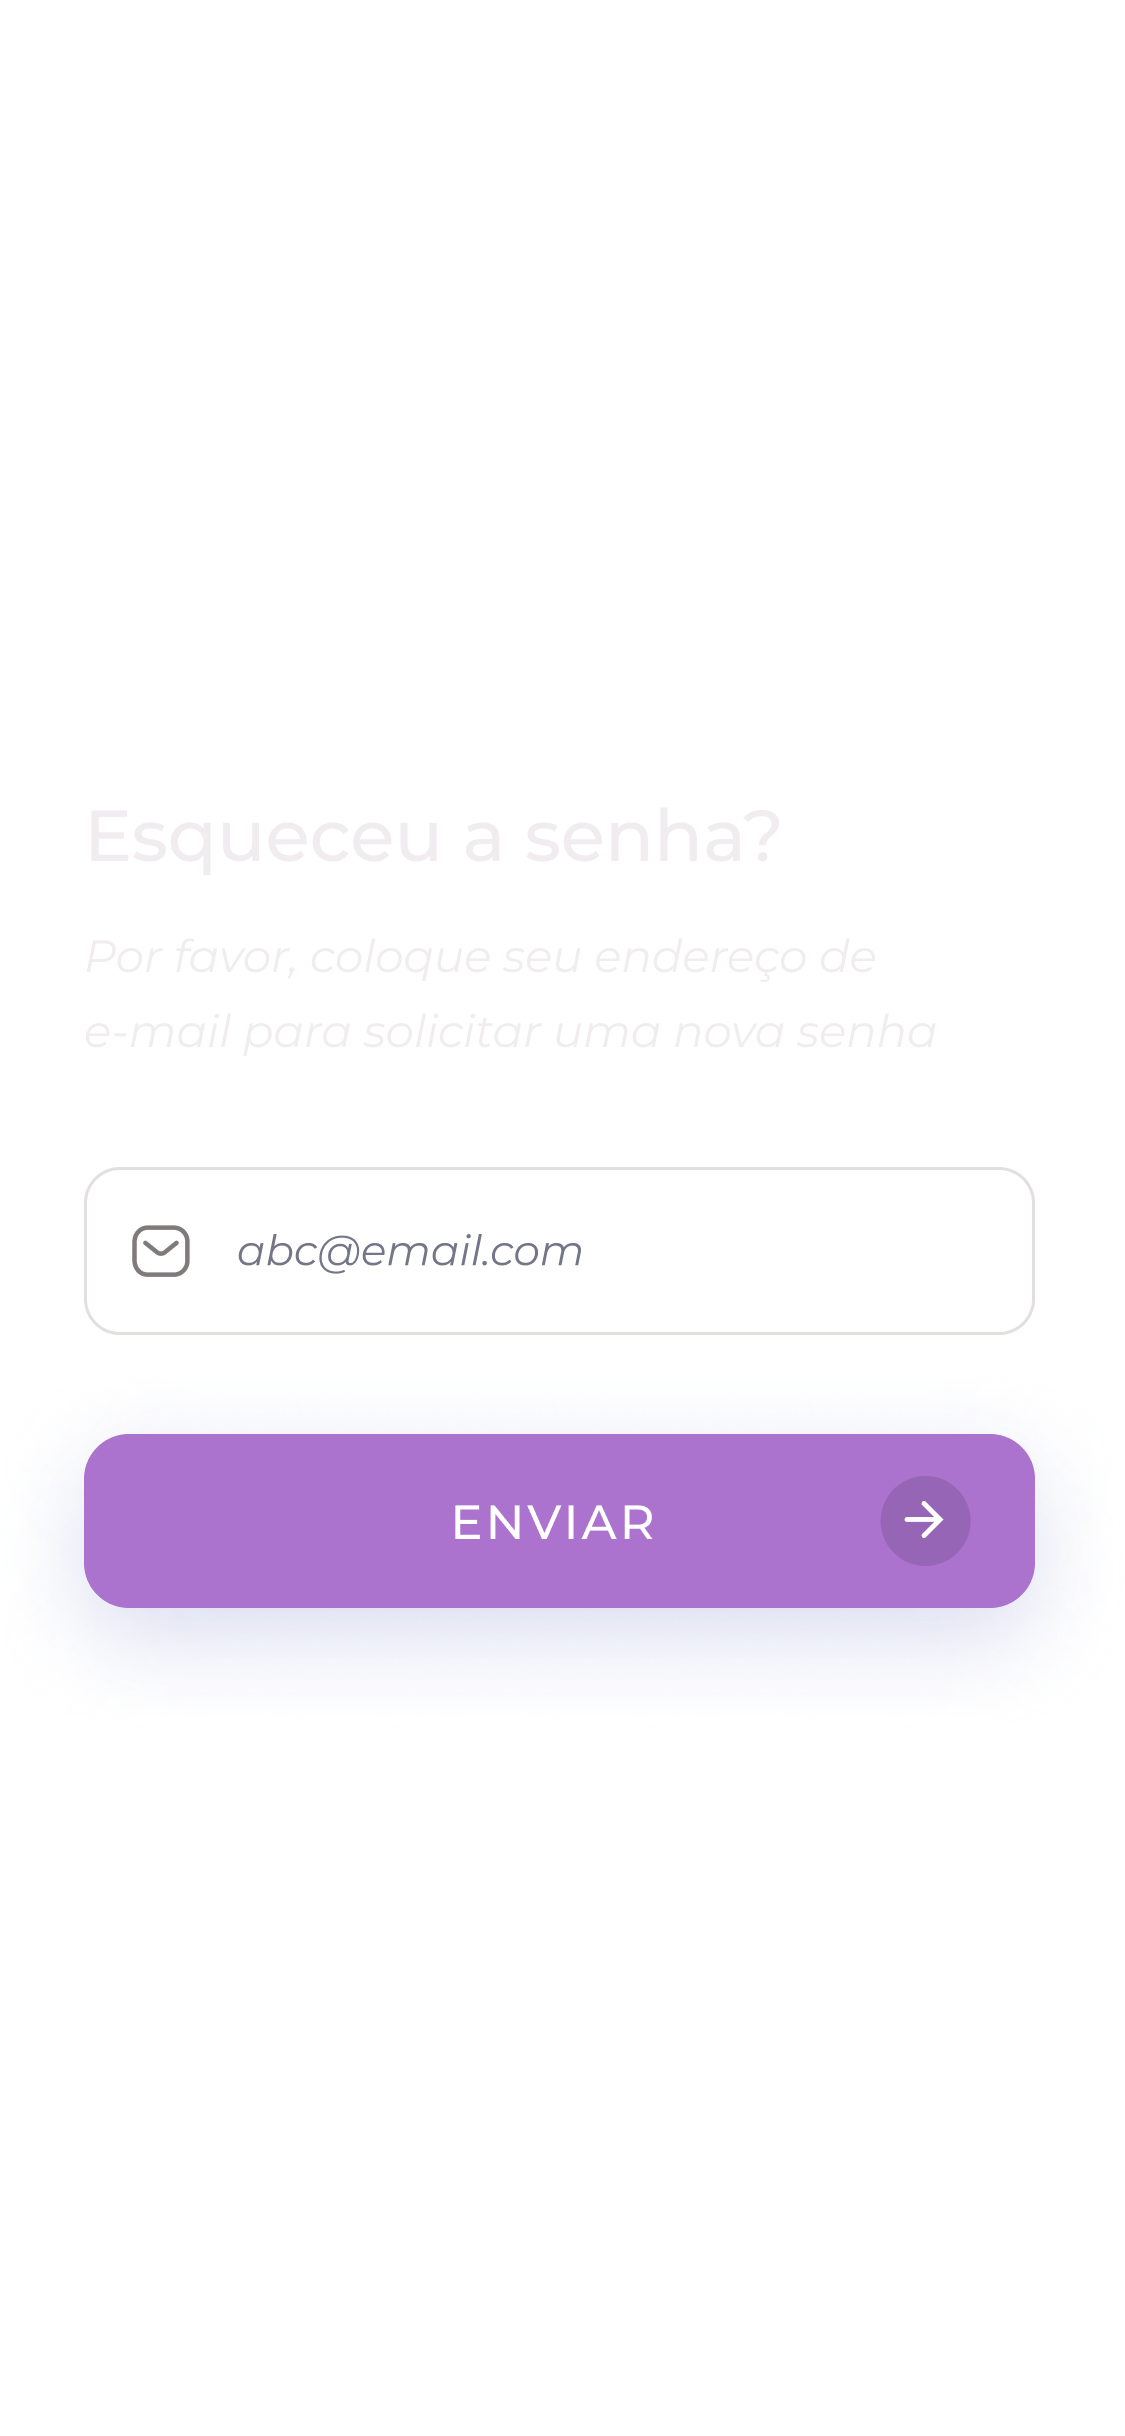 Esqueceu a senha?
Por favor, coloque seu endereço de
e-mail para solicitar uma nova senha
abc@email.com
ENVIAR